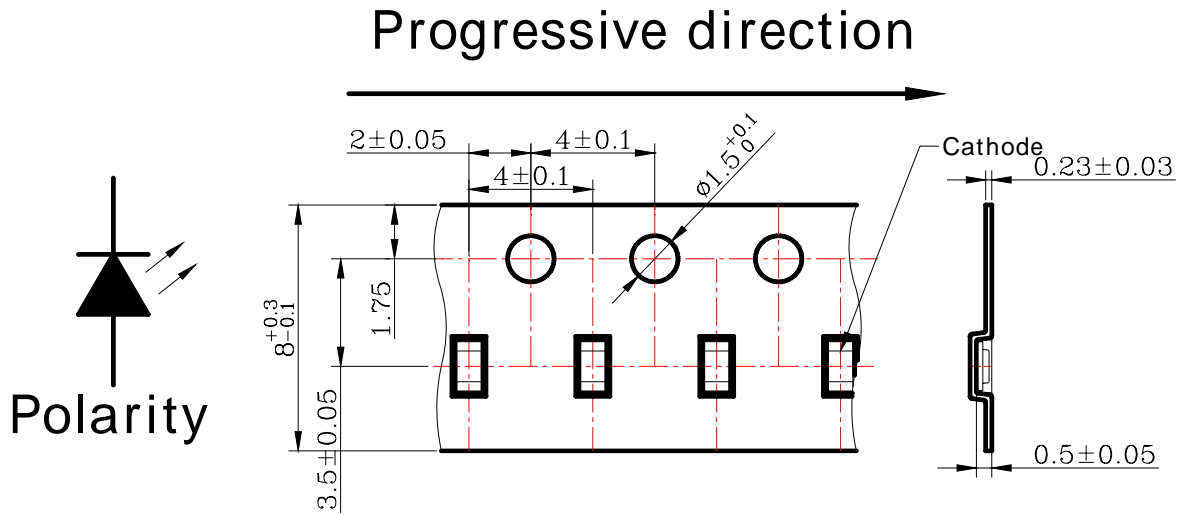 Progressive direction
2±0.05
4±0.1
ø1.5 +0.1 0
Cathode
0.23±0.03
4±0.1
1.75
8 +0.3 -0.1
3.5±0.05
Polarity
0.5±0.05